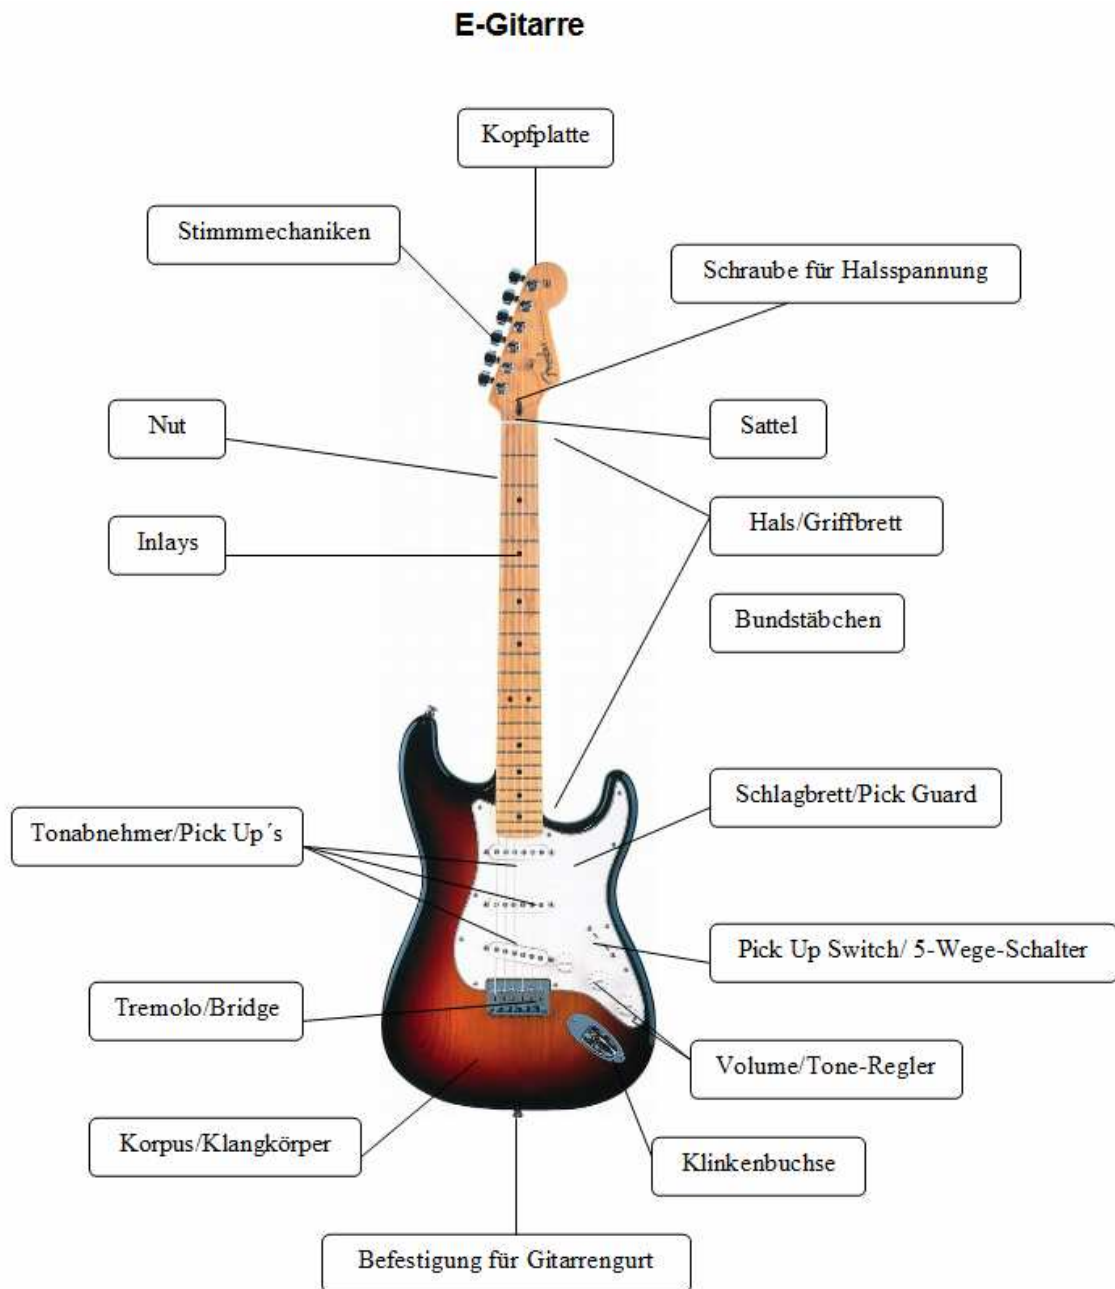 E-Gitarre
Kopfplatte
Stimmmechaniken
Schraube für Halsspannung
Fender
Nut
Sattel
Inlays
Hals/Griffbrett
Bundstäbchen
Schlagbrett/Pick Guard
Tonabnehmer/Pick Up´s
Pick Up Switch/ 5-Wege-Schalter
Tremolo/Bridge
Volume/Tone-Regler
Korpus/Klangkörper
Klinkenbuchse
Befestigung für Gitarrengurt